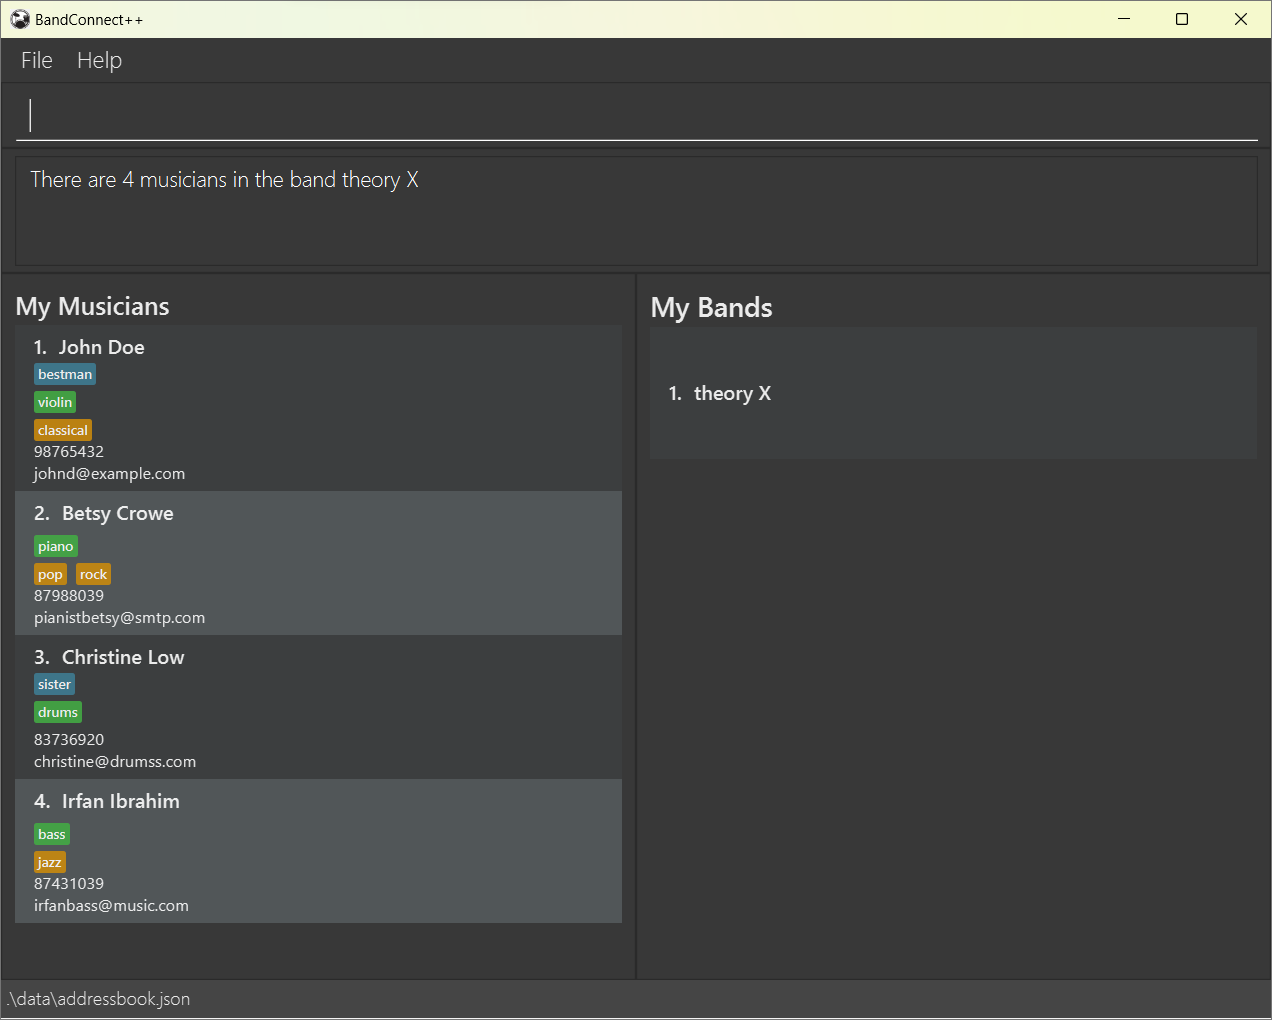 BandConnect++
File Help
There are 4 musicians in the band theory X
My Musicians
1. John Doe
bestman
violin
classical
98765432
johnd@example.com
2. Betsy Crowe
piano
pop rock
87988039
pianistbetsy@smtp.com
3. Christine Low
sister
drums
83736920
christine@drumss.com
4. Irfan Ibrahim
bass
jazz
87431039
irfanbass@music.com
My Bands
1. theory X
.\data\addressbook.json